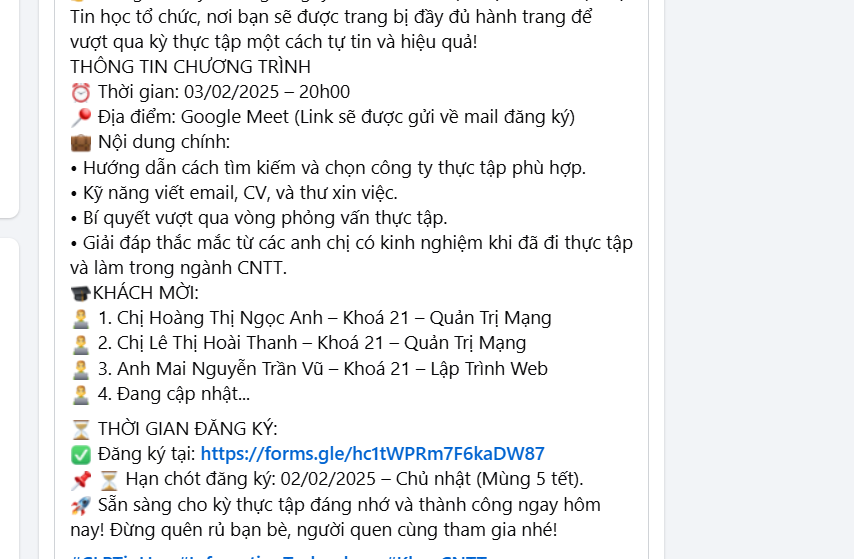 Tin học tổ chức, nơi bạn sẽ được trang bị đầy đủ hành trang để
vượt qua kỳ thực tập một cách tự tin và hiệu quả!
THÔNG TIN CHƯƠNG TRÌNH
⏰ Thời gian: 03/02/2025 – 20h00
📍 Địa điểm: Google Meet (Link sẽ được gửi về mail đăng ký)
💼 Nội dung chính:
• Hướng dẫn cách tìm kiếm và chọn công ty thực tập phù hợp.
• Kỹ năng viết email, CV, và thư xin việc.
• Bí quyết vượt qua vòng phỏng vấn thực tập.
• Giải đáp thắc mắc từ các anh chị có kinh nghiệm khi đã đi thực tập
và làm trong ngành CNTT.
🎓KHÁCH MỜI:
👨‍💼 1. Chị Hoàng Thị Ngọc Anh – Khoá 21 – Quản Trị Mạng
👨‍💼 2. Chị Lê Thị Hoài Thanh – Khoá 21 – Quản Trị Mạng
👨‍💼 3. Anh Mai Nguyễn Trần Vũ – Khoá 21 – Lập Trình Web
👨‍💼 4. Đang cập nhật...
⏳ THỜI GIAN ĐĂNG KÝ:
✅ Đăng ký tại: https://forms.gle/hc1tWPRm7F6kaDW87
📌 ⏳ Hạn chót đăng ký: 02/02/2025 – Chủ nhật (Mùng 5 tết).
🚀 Sẵn sàng cho kỳ thực tập đáng nhớ và thành công ngay hôm
nay! Đừng quên rủ bạn bè, người quen cùng tham gia nhé!